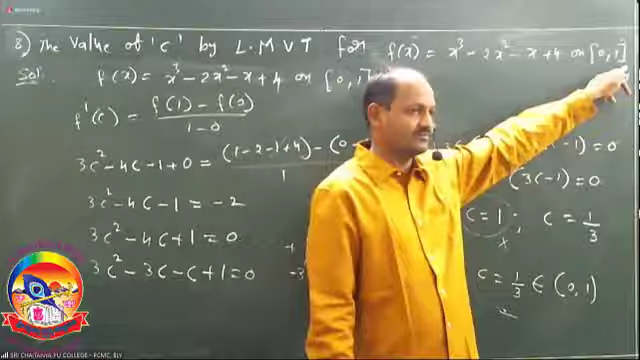 8) The value of 'c' by L.M.V.T for f(x) = x³ - 2x² - x + 4 on [0, 1]
Sol: f(x) = x³ - 2x² - x + 4 on [0, 1]
f'(c) = f(1) - f(0) / 1 - 0
3c² - 4c - 1 + 0 = (1 - 2 - 1 + 4) - (0 / 1
3c² - 4c - 1 = -2
3c² - 4c + 1 = 0
3c² - 3c - c + 1 = 0
- 1) = 0
(3c - 1) = 0
c = 1 ; c = 1/3
x
c = 1/3 ∈ (0, 1)
SRI CHAITANYA PU COLLEGE - PCMC, BLY